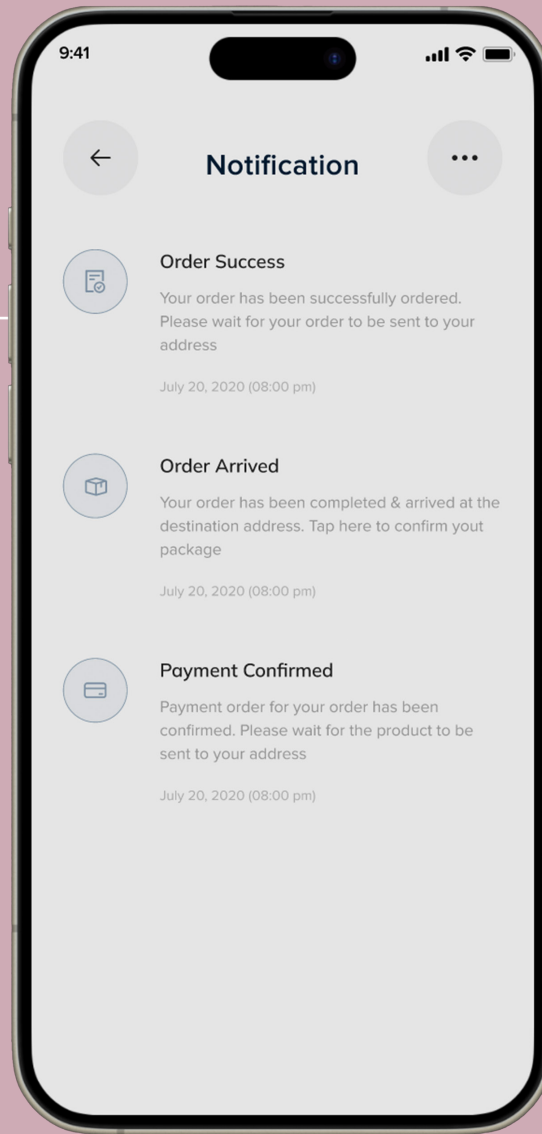 9:41
Notification
Order Success
Your order has been successfully ordered.
Please wait for your order to be sent to your
address
July 20, 2020 (08:00 pm)
Order Arrived
Your order has been completed & arrived at the
destination address. Tap here to confirm yout
package
July 20, 2020 (08:00 pm)
Payment Confirmed
Payment order for your order has been
confirmed. Please wait for the product to be
sent to your address
July 20, 2020 (08:00 pm)